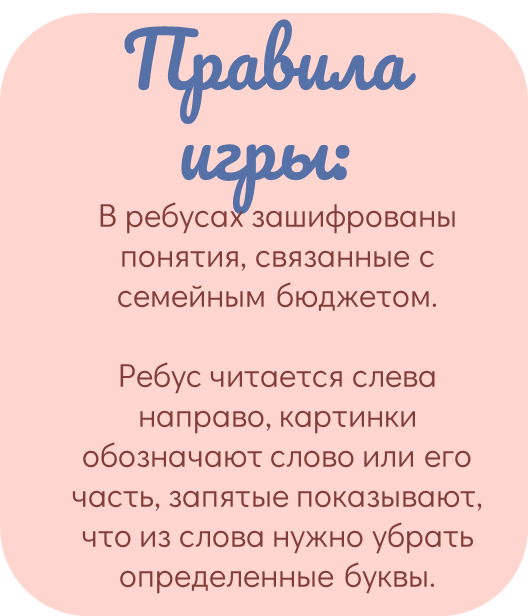 Правила
игры:
В ребусах зашифрованы
понятия, связанные с
семейным бюджетом.
Ребус читается слева
направо, картинки
обозначают слово или его
часть, запятые показывают,
что из слова нужно убрать
определенные буквы.